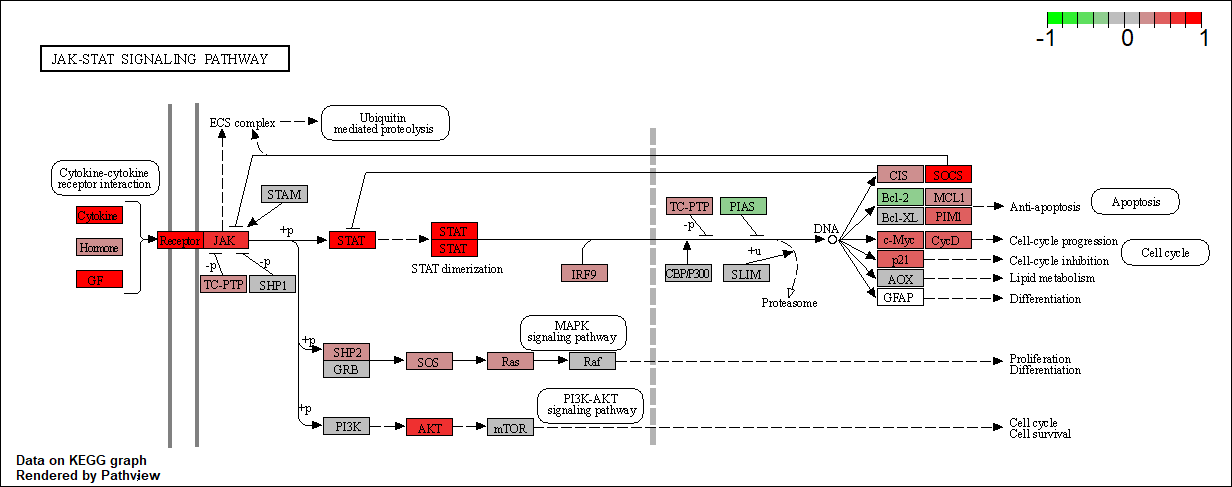 -1 0 1
JAK-STAT SIGNALING PATHWAY
Ubiquitin
mediated proteolysis
ECS complex
Cytokine-cytokine
receptor interaction
STAM
CIS SOCS
Bcl-2 MCL1
Bcl-XL PIM1
Anti-apoptosis
Apoptosis
TC-PTP PIAS
Cytokine
Hormone
GF
Receptor JAK
+p
STAT
STAT
STAT
STAT dimerization
-p
DNA
c-Myc CycD
Cell-cycle progression
Cell cycle
p21
Cell-cycle inhibition
AOX
Lipid metabolism
GFAP
Differentiation
-p
-p
TC-PTP SHP1
IRF9
CBP/P300
+u
SLIM
Proteasome
MAPK
signaling pathway
+p
SHP2
GRB
SOS
Ras
Raf
Proliferation
Differentiation
PI3K-AKT
signaling pathway
+p
PI3K
AKT
mTOR
Cell cycle
Cell survival
Data on KEGG graph
Rendered by Pathview